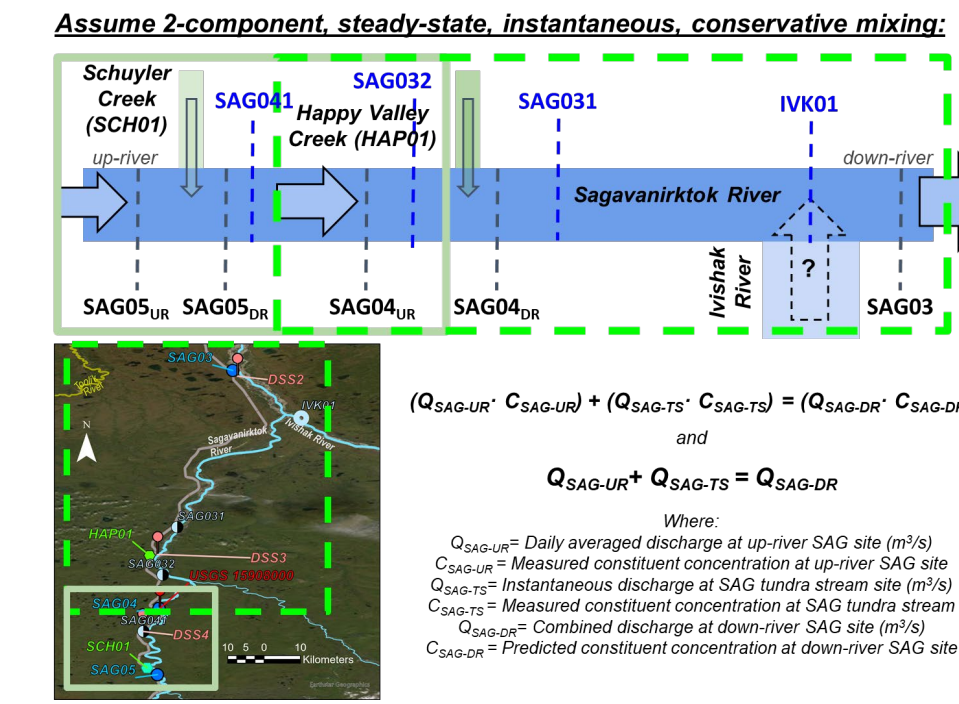 Assume 2-component, steady-state, instantaneous, conservative mixing:
Schuyler
Creek
(SCH01)
SAG041
SAG032
Happy Valley
Creek (HAP01)
SAG031
IVK01
up-river
down-river
Sagavanirktok River
Ivishak
River
?
SAG05UR
SAG05DR
SAG04UR
SAG04DR
SAG03
SAG03
DSS2
Toolik
River
IVK01
Ivishak River
Sagavanirktok
River
N
SAG031
HAP01
DSS3
SAG032
USGS 15908000
SAG04
SAG041
DSS4
SCH01
SAG05
10 5 0 10
Kilometers
Earthstar Geographics
(QSAG-UR· CSAG-UR) + (QSAG-TS· CSAG-TS) = (QSAG-DR· CSAG-DR
and
QSAG-UR+ QSAG-TS = QSAG-DR
Where:
QSAG-UR= Daily averaged discharge at up-river SAG site (m³/s)
CSAG-UR = Measured constituent concentration at up-river SAG site
QSAG-TS= Instantaneous discharge at SAG tundra stream site (m³/s)
CSAG-TS = Measured constituent concentration at SAG tundra stream
QSAG-DR= Combined discharge at down-river SAG site (m³/s)
CSAG-DR = Predicted constituent concentration at down-river SAG site